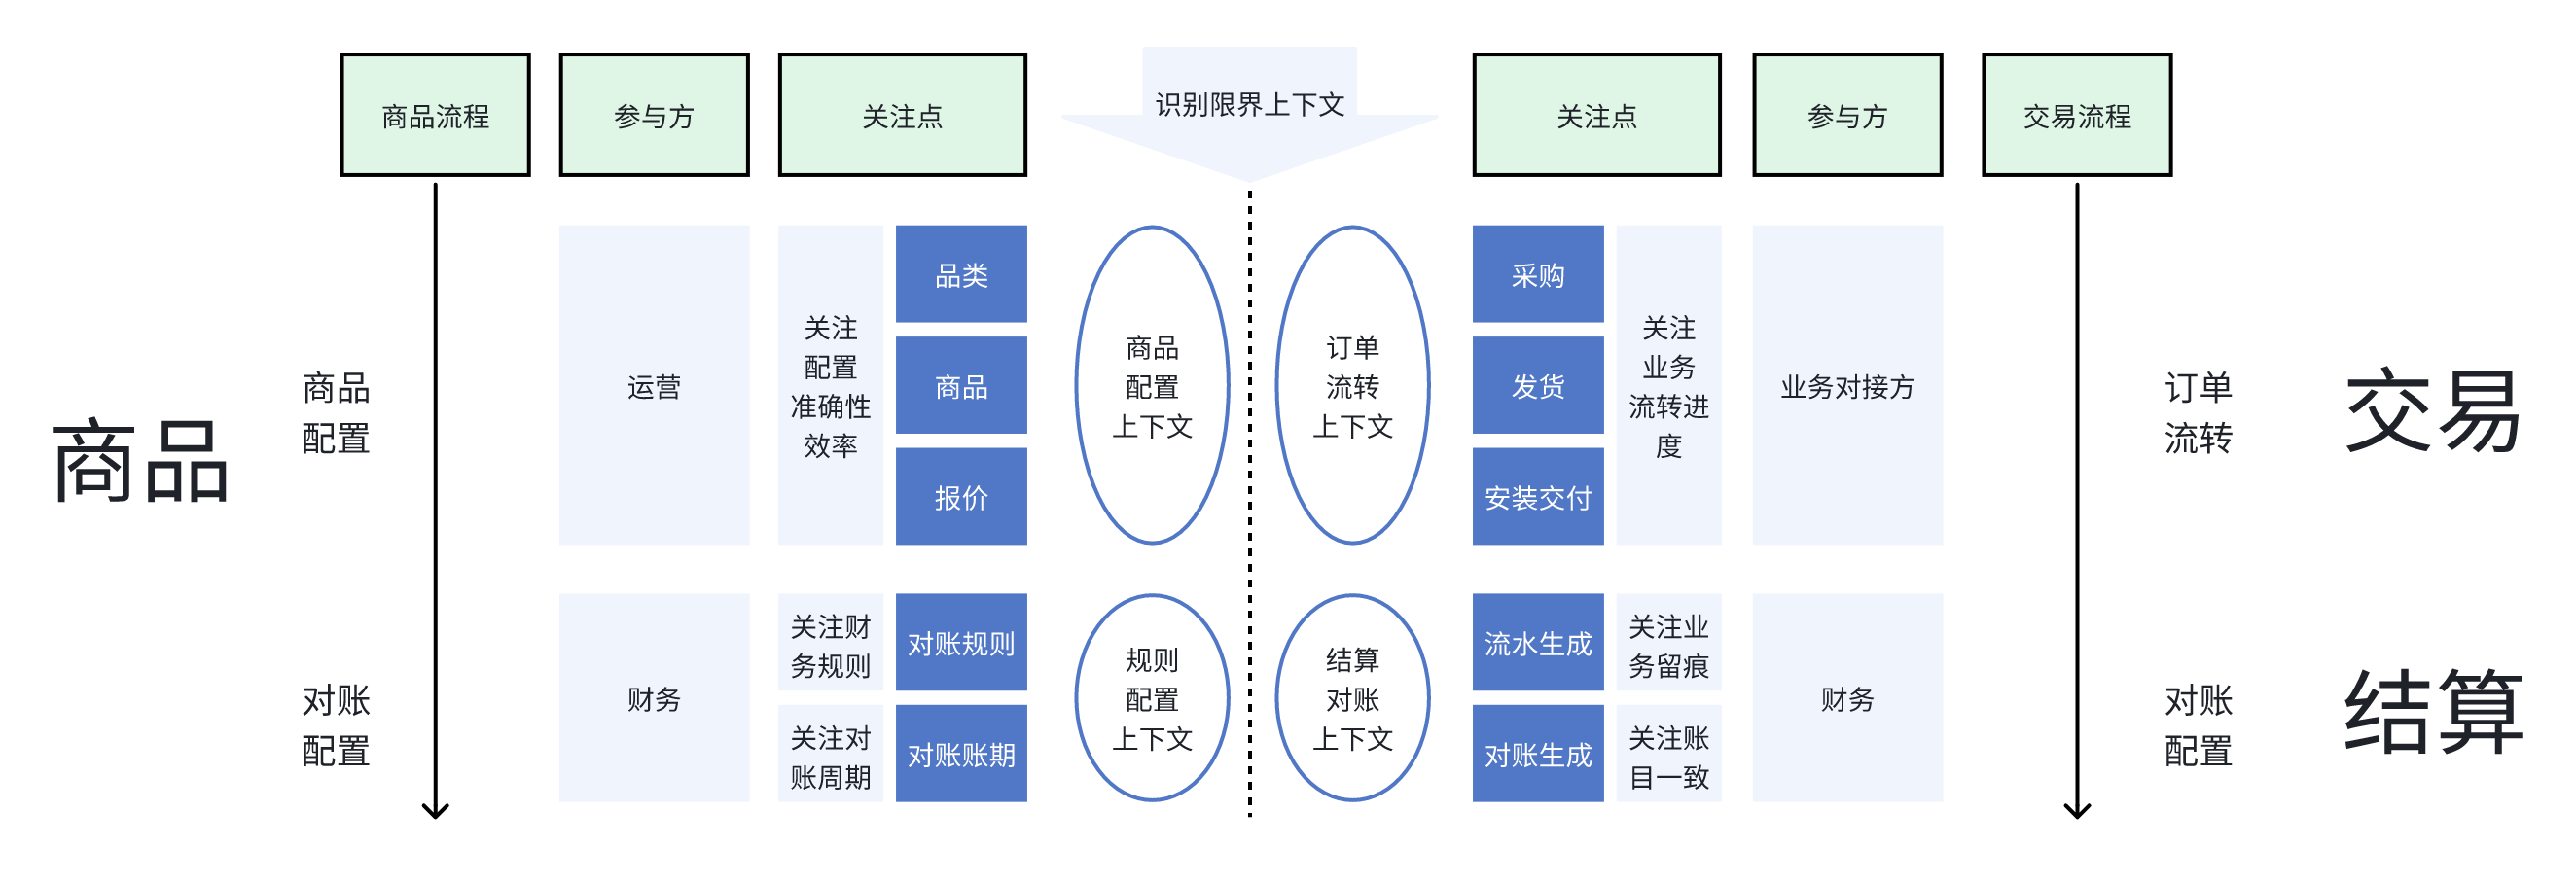 商品流程
参与方
关注点
识别限界上下文
关注点
参与方
交易流程
商品
商品
配置
运营
关注
配置
准确性
效率
品类
商品
报价
商品
配置
上下文
订单
流转
上下文
采购
发货
安装交付
关注
业务
流转进
度
业务对接方
订单
流转
交易
对账
配置
财务
关注财
务规则
对账规则
关注对
账周期
对账账期
规则
配置
上下文
结算
对账
上下文
流水生成
关注业
务留痕
对账生成
关注账
目一致
财务
对账
配置
结算